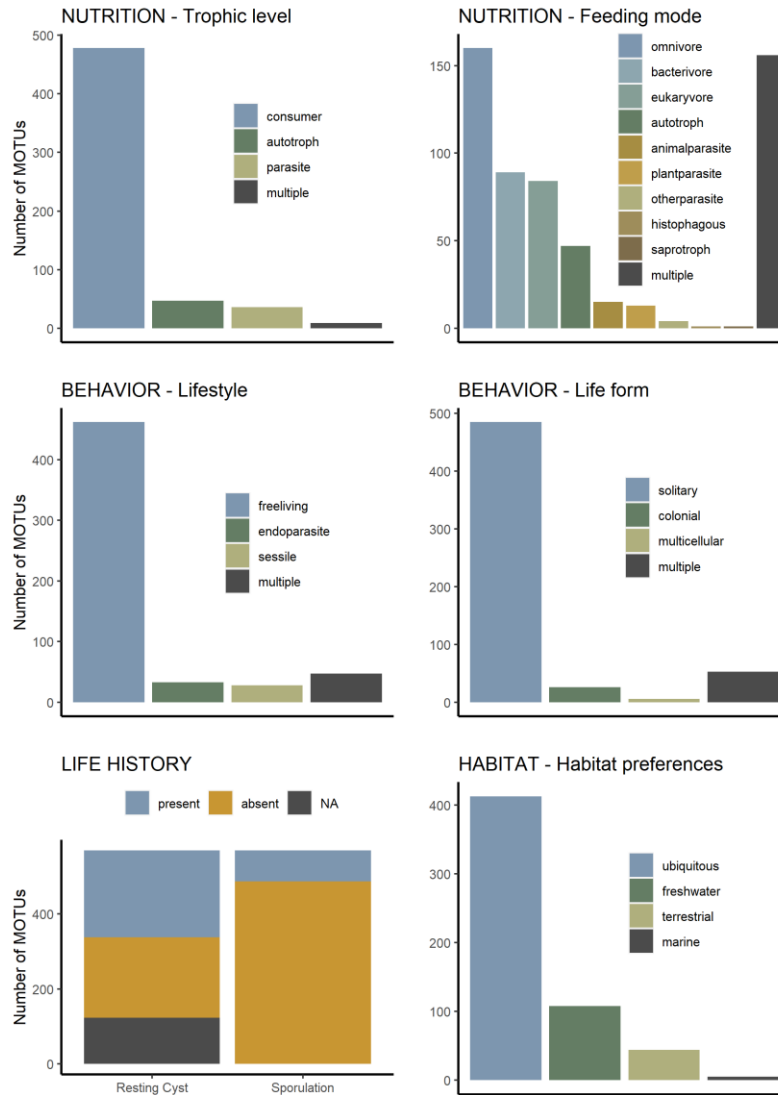 NUTRITION - Trophic level
Number of MOTUs
500
400
300
200
100
0
consumer
autotroph
parasite
multiple
NUTRITION - Feeding mode
150
100
50
0
omnivore
bacterivore
eukaryvore
autotroph
animalparasite
plantparasite
otherparasite
histophagous
saprotroph
multiple
BEHAVIOR - Lifestyle
Number of MOTUs
400
300
200
100
0
freeliving
endoparasite
sessile
multiple
BEHAVIOR - Life form
500
400
300
200
100
0
solitary
colonial
multicellular
multiple
LIFE HISTORY
present absent NA
Number of MOTUs
400
200
0
Resting Cyst Sporulation
HABITAT - Habitat preferences
400
300
200
100
0
ubiquitous
freshwater
terrestrial
marine